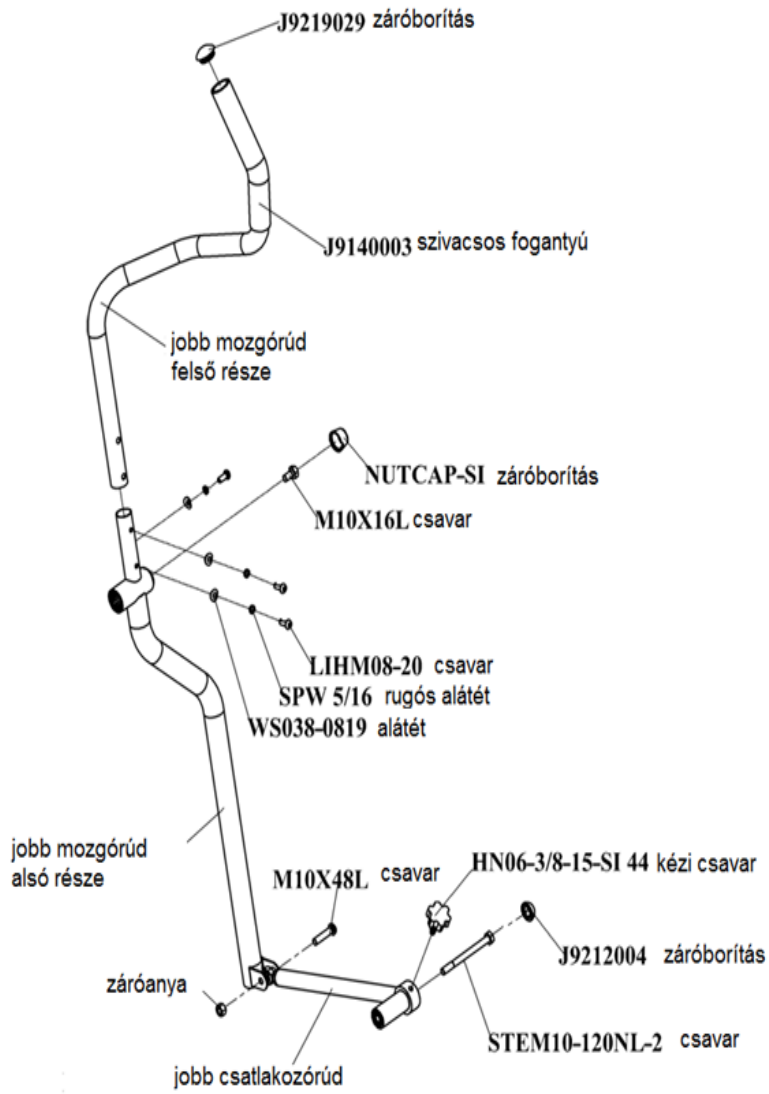 J9219029 záróborítás
J9140003 szivacsos fogantyú
jobb mozgórúd
felső része
NUTCAP-SI záróborítás
M10X16L csavar
LIHM08-20 csavar
SPW 5/16 rugós alátét
WS038-0819 alátét
jobb mozgórúd
alsó része
M10X48L csavar
HN06-3/8-15-SI 44 kézi csavar
J9212004 záróborítás
záróanya
STEM10-120NL-2 csavar
jobb csatlakozórúd